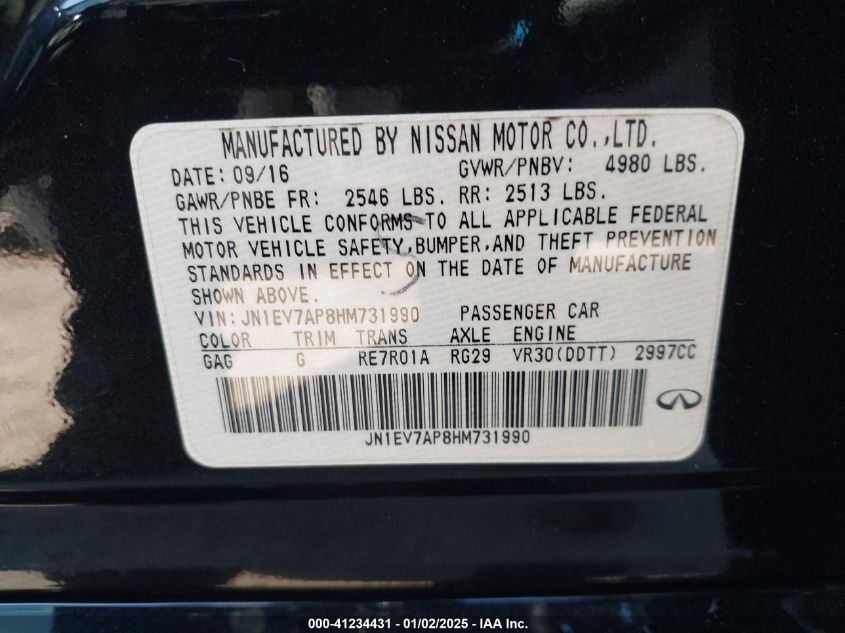 MANUFACTURED BY NISSAN MOTOR CO.,LTD.
DATE: 09/16 GVWR/PNBV: 4980 LBS.
GAWR/PNBE FR: 2546 LBS. RR: 2513 LBS.
THIS VEHICLE CONFORMS TO ALL APPLICABLE FEDERAL
MOTOR VEHICLE SAFETY,BUMPER,AND THEFT PREVENTION
STANDARDS IN EFFECT ON THE DATE OF MANUFACTURE
SHOWN ABOVE.
VIN:JN1EV7AP8HM731990 PASSENGER CAR
COLOR TRIM TRANS AXLE ENGINE
GAG G RE7R01A RG29 VR30(DDTT) 2997CC
JN1EV7AP8HM731990
000-41234431 - 01/02/2025 - © IAA Inc.